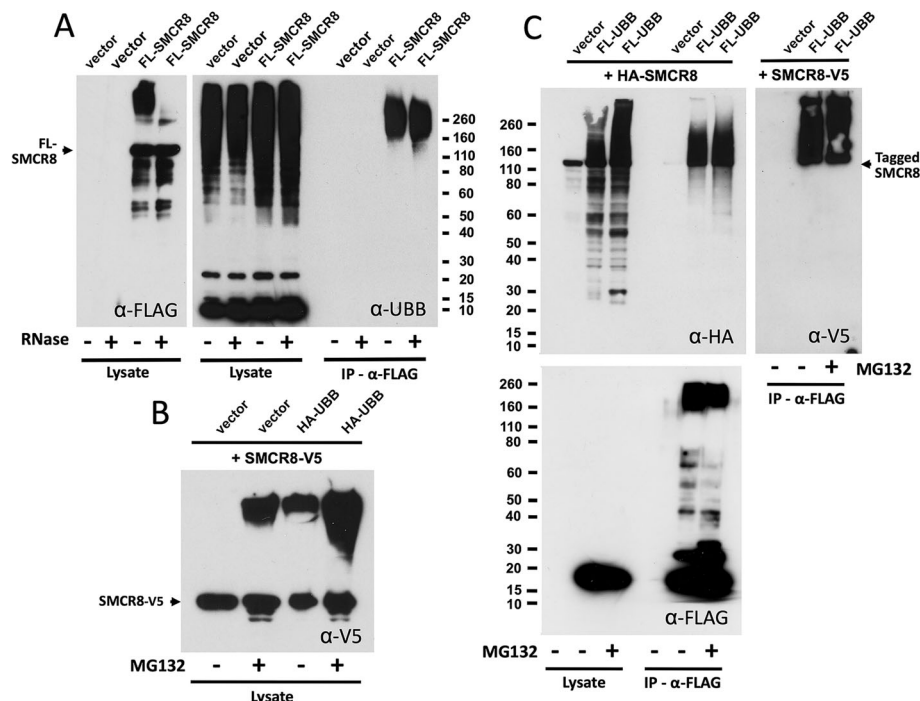 A
vector
vector
FL-SMCR8
FL-SMCR8
vector
vector
FL-SMCR8
FL-SMCR8
vector
vector
FL-SMCR8
FL-SMCR8
FL-
SMCR8
260
160
110
80
60
50
40
30
20
15
10
α-FLAG
α-UBB
RNase - + - + - + - +
- + - +
Lysate
Lysate
IP - α-FLAG
B
vector
vector
HA-UBB
HA-UBB
+ SMCR8-V5
SMCR8-V5
α-V5
MG132 - + - +
Lysate
C
vector
FL-UBB
FL-UBB
vector
FL-UBB
FL-UBB
+ HA-SMCR8
260
160
110
80
60
50
40
30
20
15
10
α-HA
vector
FL-UBB
FL-UBB
+ SMCR8-V5
Tagged
SMCR8
α-V5
- - + MG132
IP - α-FLAG
260
160
110
80
60
50
40
30
20
15
10
α-FLAG
MG132 - - + - - +
Lysate
IP - α-FLAG